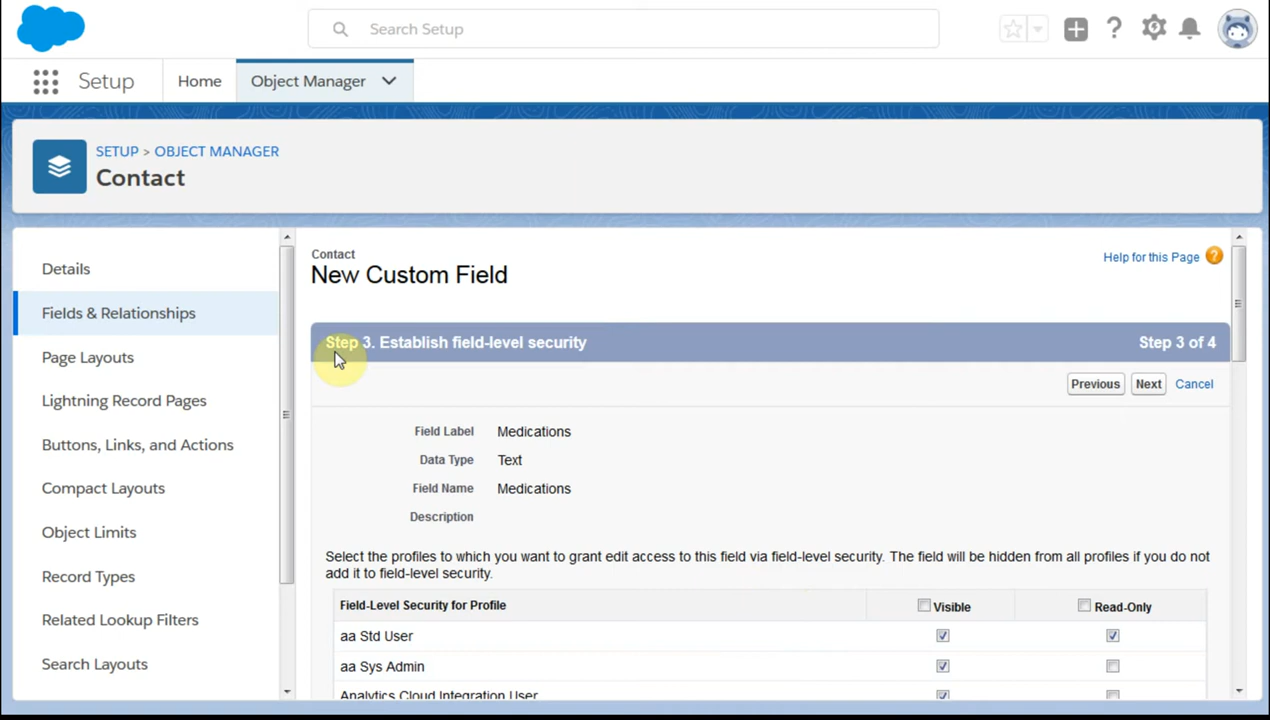 Search Setup
Setup
Home
Object Manager
SETUP > OBJECT MANAGER
Contact
Details
Fields & Relationships
Page Layouts
Lightning Record Pages
Buttons, Links, and Actions
Compact Layouts
Object Limits
Record Types
Related Lookup Filters
Search Layouts
Contact
New Custom Field
Help for this Page ?
Step 3. Establish field-level security
Step 3 of 4
Previous Next Cancel
Field Label Medications
Data Type Text
Field Name Medications
Description
Select the profiles to which you want to grant edit access to this field via field-level security. The field will be hidden from all profiles if you do not
add it to field-level security.
Field-Level Security for Profile Visible Read-Only
aa Std User
aa Sys Admin
Analytics Cloud Integration User